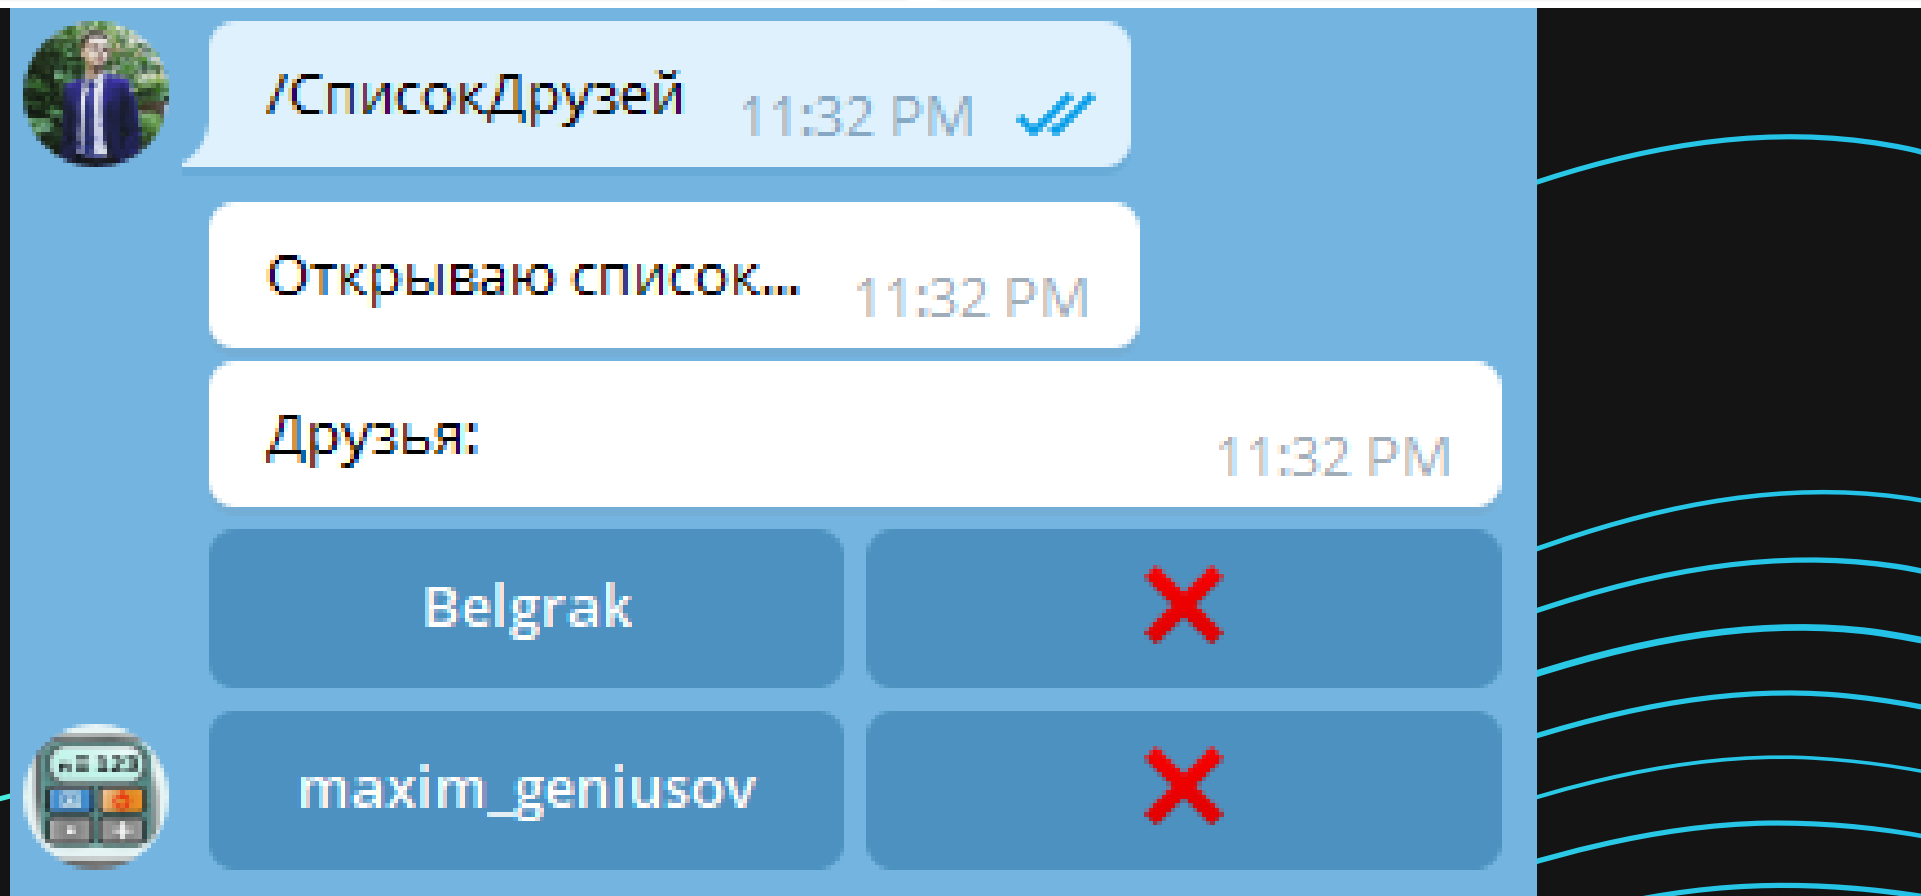 /СписокДрузей 11:32 PM
Открываю список... 11:32 PM
Друзья: 11:32 PM
Belgrak
maxim_geniusov